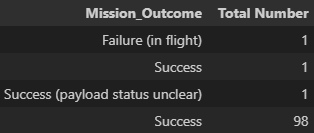 Mission_Outcome Total Number
Failure (in flight) 1
Success 1
Success (payload status unclear) 1
Success 98